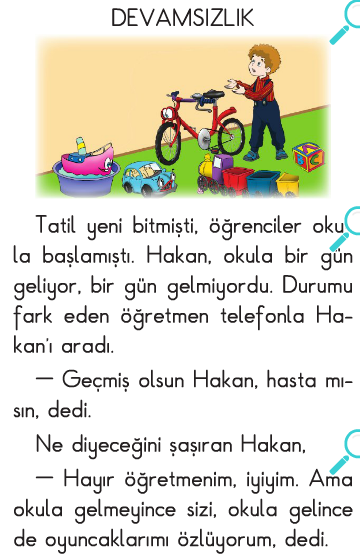 DEVAMSIZLIK
Tatil yeni bitmişti, öğrenciler oku-
la başlamıştı. Hakan, okula bir gün
geliyor, bir gün gelmiyordu. Durumu
fark eden öğretmen telefonla Ha-
kan'ı aradı.
— Geçmiş olsun Hakan, hasta mı-
sın, dedi.
Ne diyeceğini şaşıran Hakan,
— Hayır öğretmenim, iyiyim. Ama
okula gelmeyince sizi, okula gelince
de oyuncaklarımı özlüyorum, dedi.